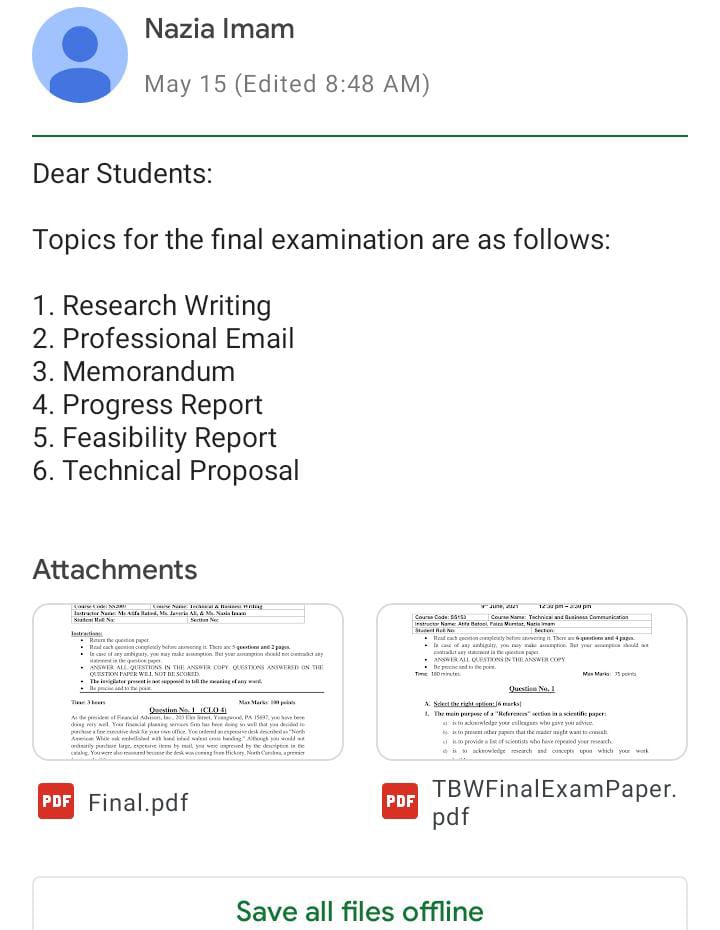 Nazia Imam
May 15 (Edited 8:48 AM)
Dear Students:
Topics for the final examination are as follows:
1. Research Writing
2. Professional Email
3. Memorandum
4. Progress Report
5. Feasibility Report
6. Technical Proposal
Attachments
Course Code: SS2007 Course Name: Technical & Business Writing
Instructor Name: Ms Atifa Batool, Ms. Javeria Ali, & Ms. Nazia Imam
Student Roll No: Section No:
Instructions:
• Return the question paper.
• Read each question completely before answering it. There are 5 questions and 2 pages.
• In case of any ambiguity, you may make assumption. But your assumption should not contradict any
statement in the question paper.
• ANSWER ALL QUESTIONS IN THE ANSWER COPY. QUESTIONS ANSWERED ON THE
QUESTION PAPER WILL NOT BE SCORED.
• The invigilator present is not supposed to tell the meaning of any word.
• Be precise and to the point.
Time: 3 hours Max Marks: 100 points
Question No. 1 (CLO 4)
As the president of Financial Advisors, Inc., 203 Elm Street, Youngwood, PA 15697, you have been
doing very well. Your financial planning services firm has been doing so well that you decided to
purchase a fine executive desk for your own office. You ordered an expensive desk described as "North
American White oak embellished with hand inlaid walnut cross banding." Although you would not
ordinarily purchase large, expensive items by mail, you were impressed by the description in the
catalog. You were also reassured because the desk was coming from Hickory, North Carolina, a premier
9th June, 2021 12:30 pm – 3:30 pm
Course Code: SS153 Course Name: Technical and Business Communication
Instructor Name: Atifa Batool, Faiza Mumtaz, Nazia Imam
Student Roll No: Section:
• Read each question completely before answering it. There are 6 questions and 4 pages.
• In case of any ambiguity, you may make assumption. But your assumption should not
contradict any statement in the question paper.
• ANSWER ALL QUESTIONS IN THE ANSWER COPY
• Be precise and to the point.
Time: 180 minutes. Max Marks: 75 points
Question No. 1
A. Select the right option: [6 marks]
1. The main purpose of a "References" section in a scientific paper:
a) is to acknowledge your colleagues who gave you advice.
b) is to present other papers that the reader might want to consult.
c) is to provide a list of scientists who have repeated your research.
d) is to acknowledge research and concepts upon which your work
PDF Final.pdf
PDF TBWFinalExamPaper.
pdf
Save all files offline